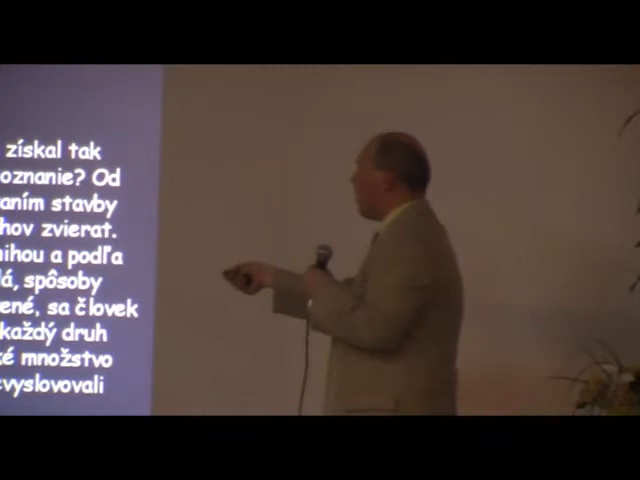 získal tak
oznanie? Od
aním stavby
hov zvierat.
nihou a podľa
lá, spôsoby
ené, sa človek
každý druh
ké množstvo
evyslovovali